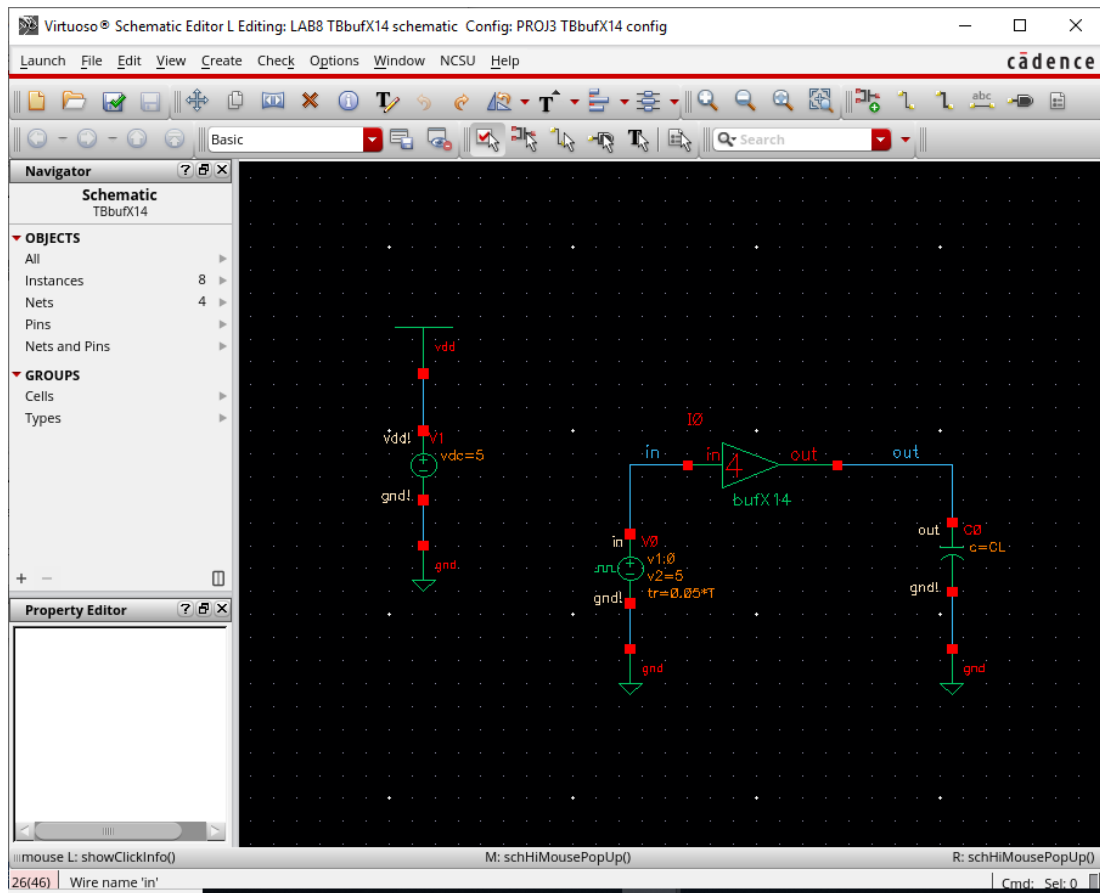 Virtuoso® Schematic Editor L Editing: LAB8 TBbufX14 schematic Config: PROJ3 TBbufX14 config
Launch File Edit View Create Check Options Window NCSU Help
cādence
abc
Basic
Search
Navigator
Schematic
TBbufX14
OBJECTS
All
Instances 8
Nets 4
Pins
Nets and Pins
GROUPS
Cells
Types
Property Editor
vdd
vdd! V1
vdc=5
gnd!
gnd
I0
in in 4 out out
bufX14
in V0
v1:0
v2=5
tr=0.05*T
gnd!
gnd
out C0
c=CL
gnd!
gnd
mouse L: showClickInfo() M: schHiMousePopUp() R: schHiMousePopUp()
26(46) Wire name 'in' Cmd: Sel: 0